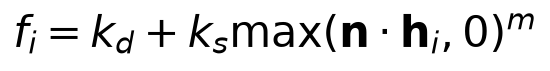 f_i = k_d + k_s max(𝐧 · 𝐡_i, 0)^m